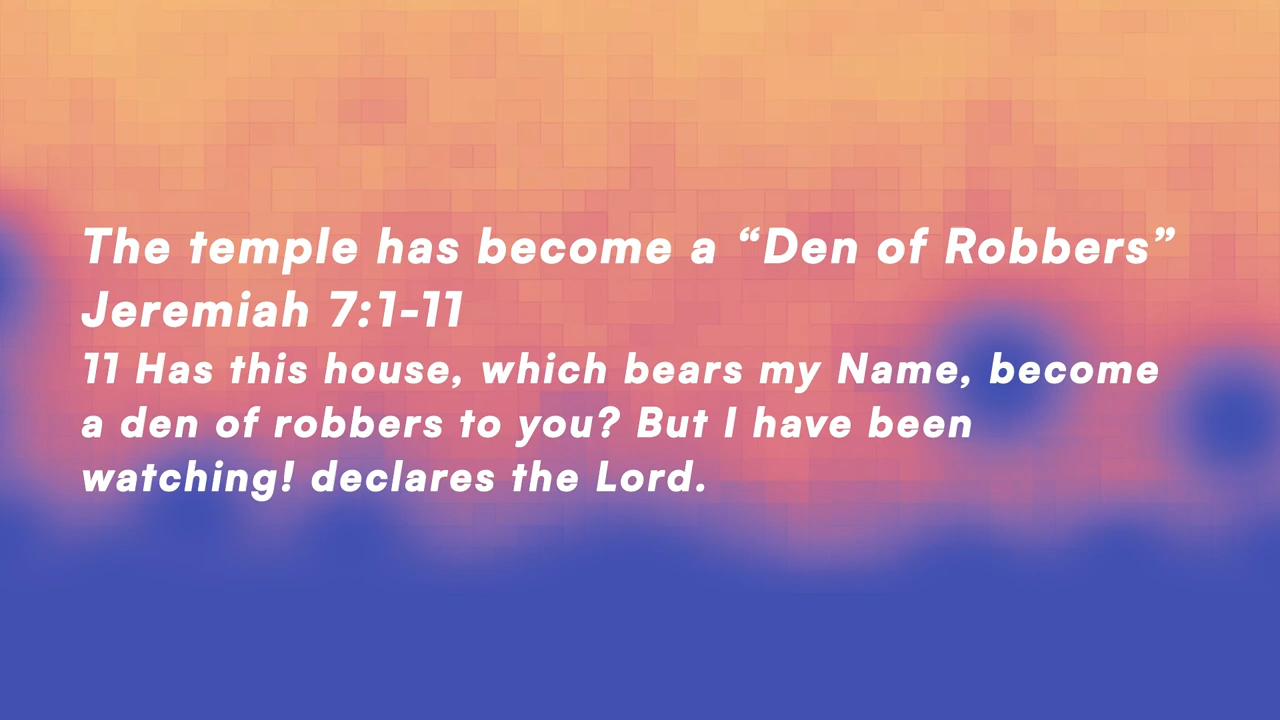 The temple has become a “Den of Robbers”
Jeremiah 7:1-11
11 Has this house, which bears my Name, become
a den of robbers to you? But I have been
watching! declares the Lord.